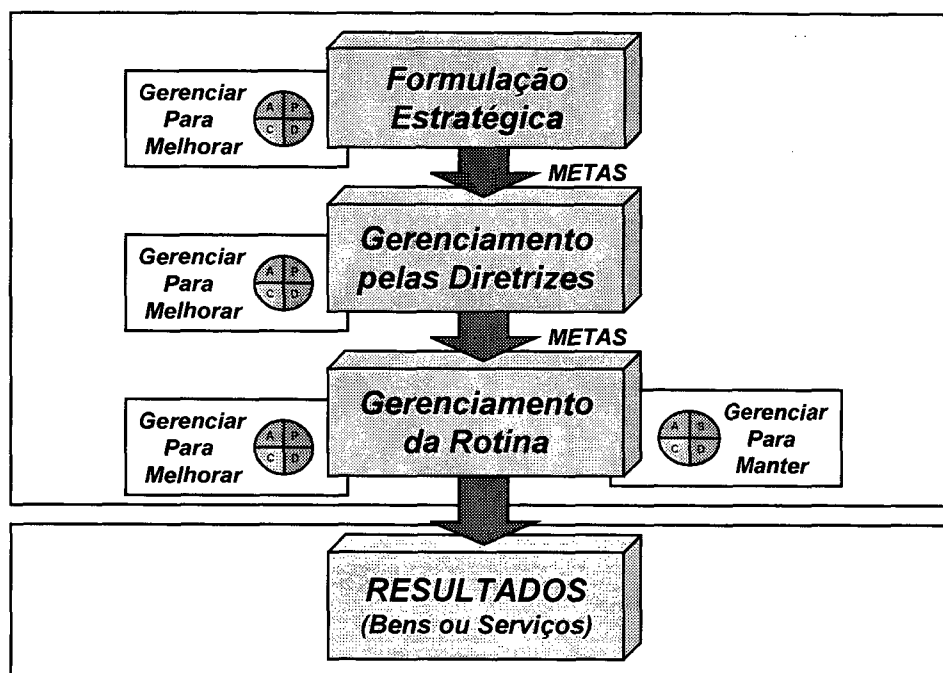 Formulação
Estratégica
Gerenciar
Para
Melhorar
A P
C D
METAS
Gerenciamento
pelas Diretrizes
Gerenciar
Para
Melhorar
A P
C D
METAS
Gerenciamento
da Rotina
Gerenciar
Para
Melhorar
A P
C D
A S
C D
Gerenciar
Para
Manter
RESULTADOS
(Bens ou Serviços)